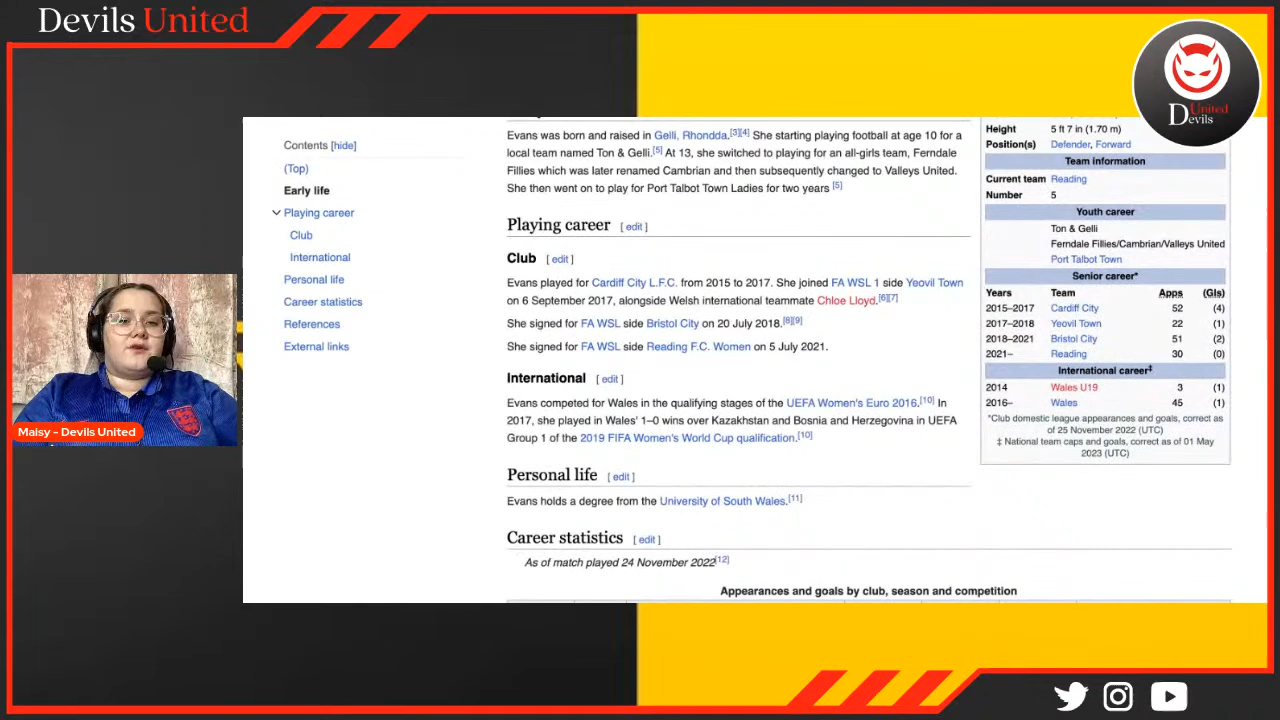 Devils United
United
Devils
Contents [hide]
(Top)
Early life
Playing career
Club
International
Personal life
Career statistics
References
External links
Evans was born and raised in Gelli, Rhondda.[3][4] She starting playing football at age 10 for a
local team named Ton & Gelli.[5] At 13, she switched to playing for an all-girls team, Ferndale
Fillies which was later renamed Cambrian and then subsequently changed to Valleys United.
She then went on to play for Port Talbot Town Ladies for two years [5]
Playing career [ edit ]
Club [ edit ]
Evans played for Cardiff City L.F.C. from 2015 to 2017. She joined FA WSL 1 side Yeovil Town
on 6 September 2017, alongside Welsh international teammate Chloe Lloyd.[6][7]
She signed for FA WSL side Bristol City on 20 July 2018.[8][9]
She signed for FA WSL side Reading F.C. Women on 5 July 2021.
International [ edit ]
Evans competed for Wales in the qualifying stages of the UEFA Women's Euro 2016.[10] In
2017, she played in Wales' 1–0 wins over Kazakhstan and Bosnia and Herzegovina in UEFA
Group 1 of the 2019 FIFA Women's World Cup qualification.[10]
Personal life [ edit ]
Evans holds a degree from the University of South Wales.[11]
Career statistics [ edit ]
As of match played 24 November 2022[12]
Appearances and goals by club, season and competition
Height 5 ft 7 in (1.70 m)
Position(s) Defender, Forward
Team information
Current team Reading
Number 5
Youth career
Ton & Gelli
Ferndale Fillies/Cambrian/Valleys United
Port Talbot Town
Senior career*
Years Team Apps (Gls)
2015–2017 Cardiff City 52 (4)
2017–2018 Yeovil Town 22 (1)
2018–2021 Bristol City 51 (2)
2021– Reading 30 (0)
International career‡
2014 Wales U19 3 (1)
2016– Wales 45 (1)
*Club domestic league appearances and goals, correct as
of 25 November 2022 (UTC)
‡ National team caps and goals, correct as of 01 May
2023 (UTC)
Maisy – Devils United